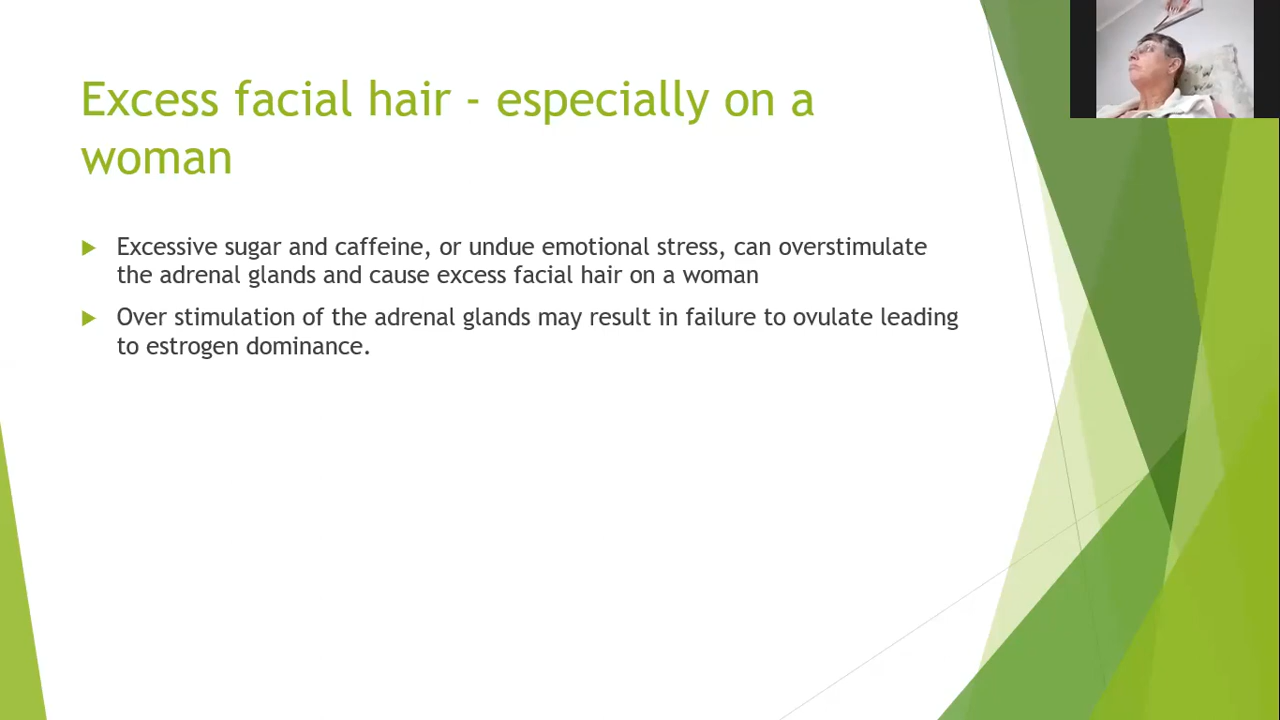 Excess facial hair - especially on a
woman
Excessive sugar and caffeine, or undue emotional stress, can overstimulate
the adrenal glands and cause excess facial hair on a woman
Over stimulation of the adrenal glands may result in failure to ovulate leading
to estrogen dominance.